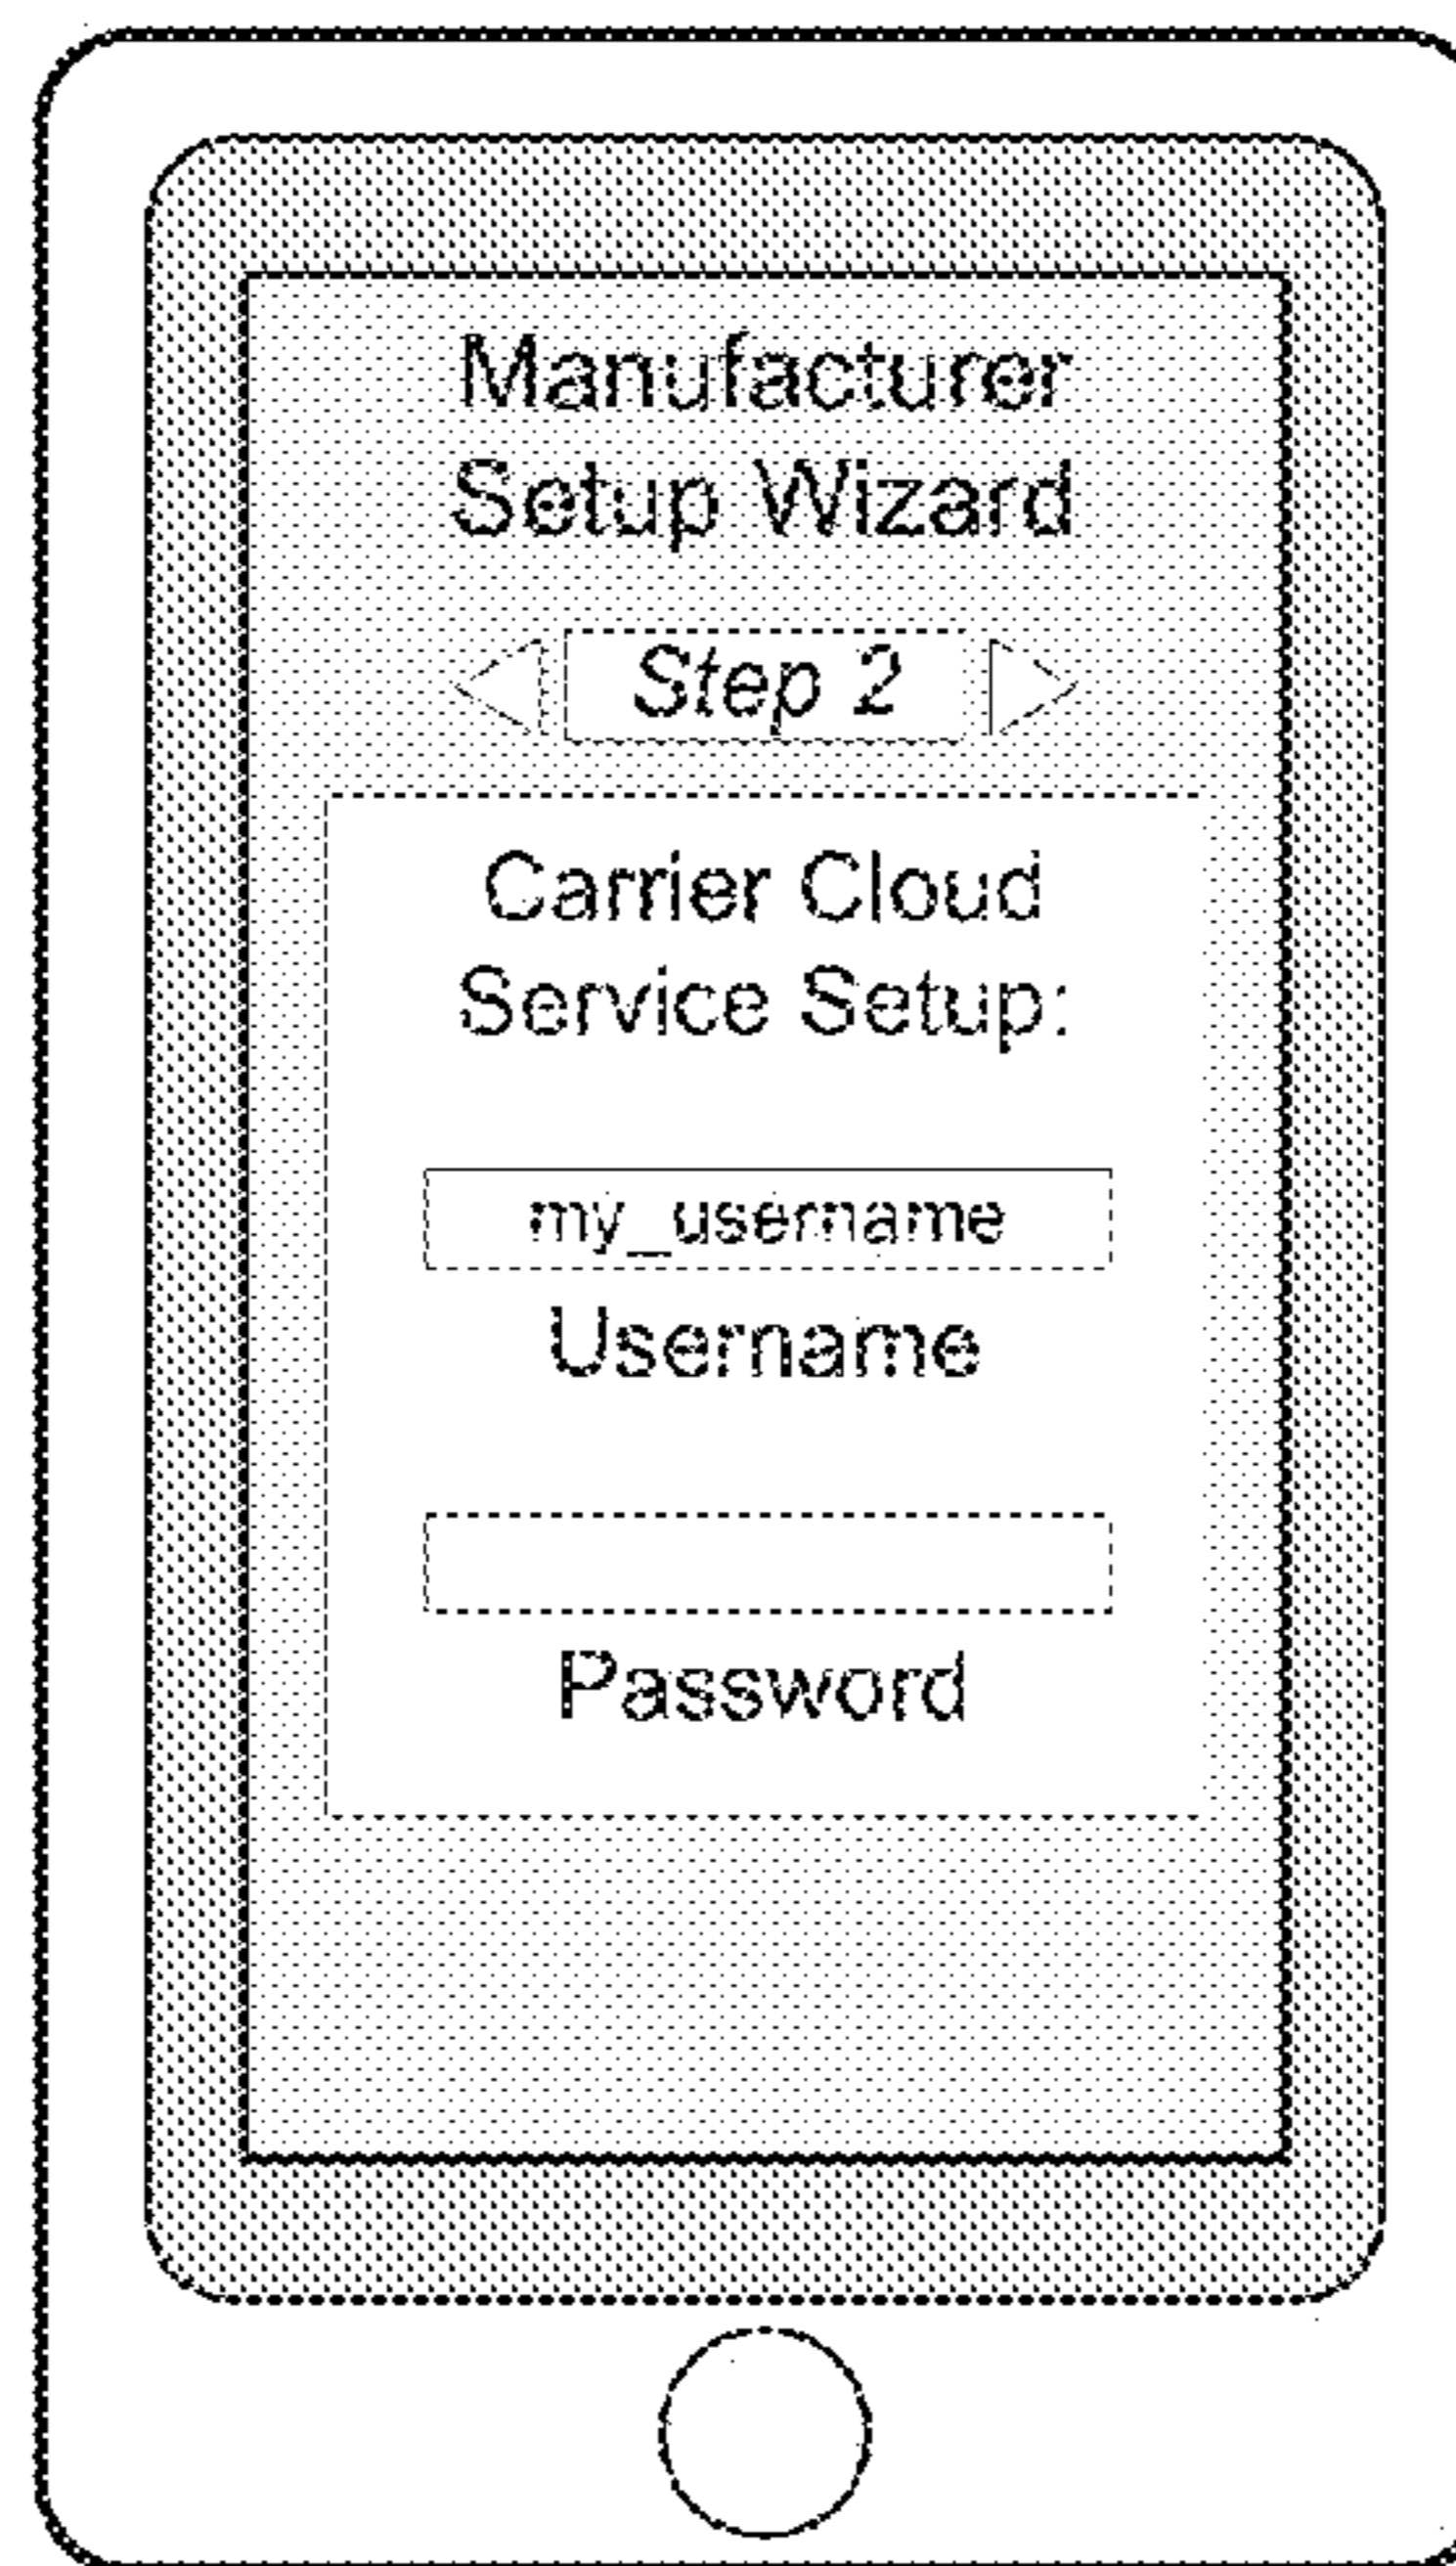 Manufacturer
Setup Wizard
Step 2
Carrier Cloud
Service Setup:
my_username
Username
Password